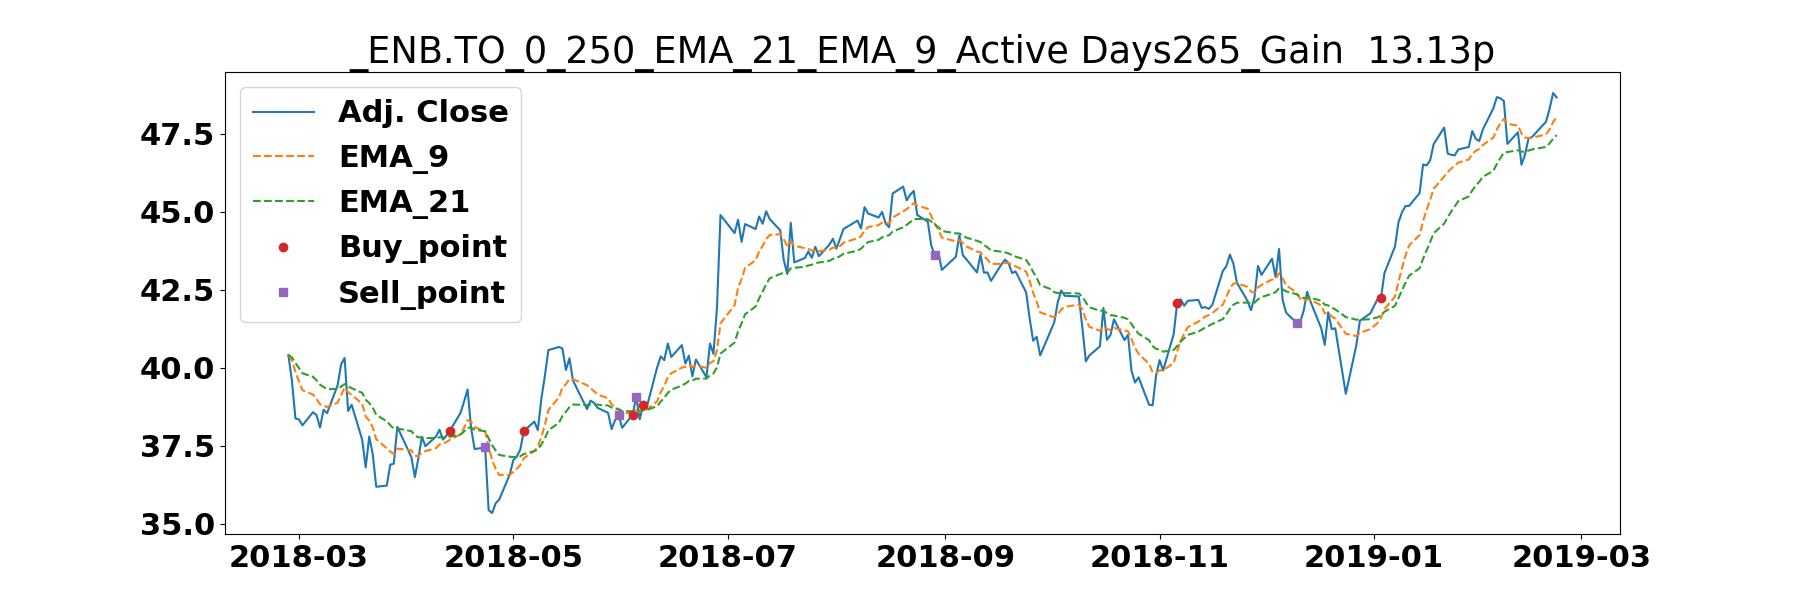 _ENB.TO_0_250_EMA_21_EMA_9_Active Days265_Gain  13.13p
Adj. Close
EMA_9
EMA_21
Buy_point
Sell_point
47.5
45.0
42.5
40.0
37.5
35.0
2018-03 2018-05 2018-07 2018-09 2018-11 2019-01 2019-03